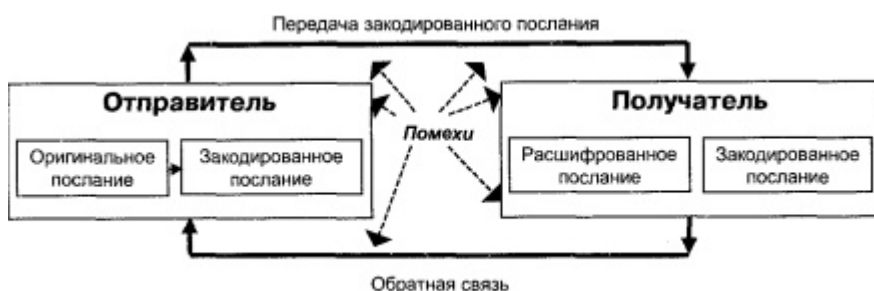 Передача закодированного послания
Отправитель
Получатель
Помехи
Оригинальное
послание
Закодированное
послание
Расшифрованное
послание
Закодированное
послание
Обратная связь